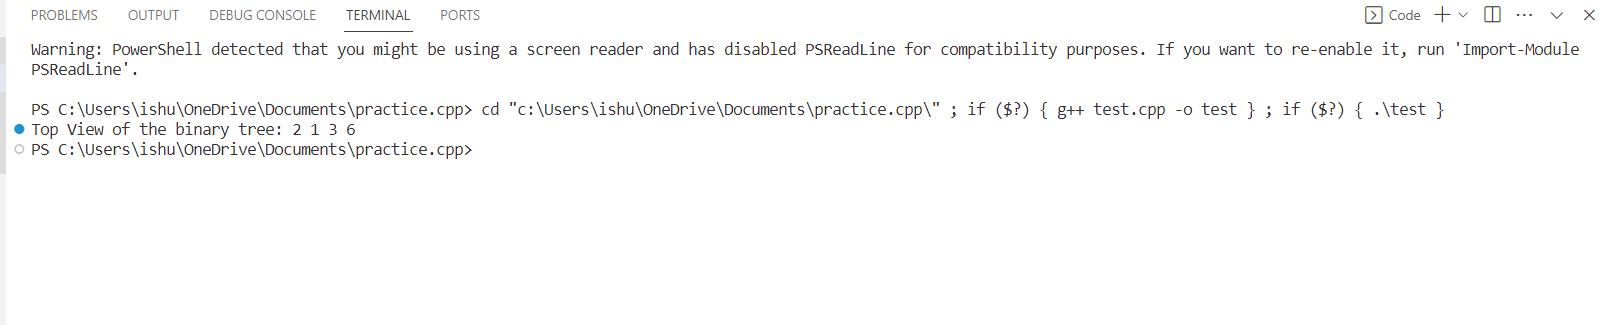 PROBLEMS OUTPUT DEBUG CONSOLE TERMINAL PORTS Code
Warning: PowerShell detected that you might be using a screen reader and has disabled PSReadLine for compatibility purposes. If you want to re-enable it, run 'Import-Module
PSReadLine'.
PS C:\Users\ishu\OneDrive\Documents\practice.cpp> cd "c:\Users\ishu\OneDrive\Documents\practice.cpp\" ; if ($?) { g++ test.cpp -o test } ; if ($?) { .\test }
Top View of the binary tree: 2 1 3 6
PS C:\Users\ishu\OneDrive\Documents\practice.cpp>